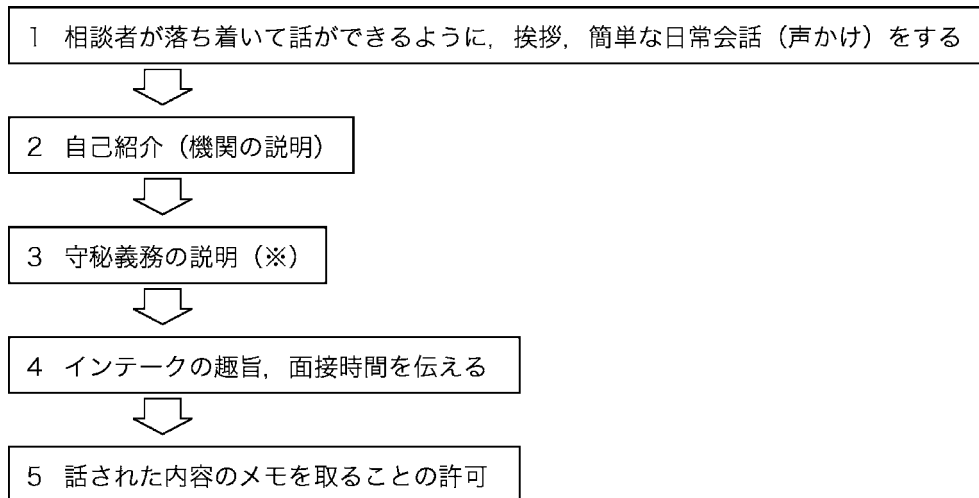 1 相談者が落ち着いて話ができるように，挨拶，簡単な日常会話（声かけ）をする
2 自己紹介（機関の説明）
3 守秘義務の説明（※）
4 インテークの趣旨，面接時間を伝える
5 話された内容のメモを取ることの許可